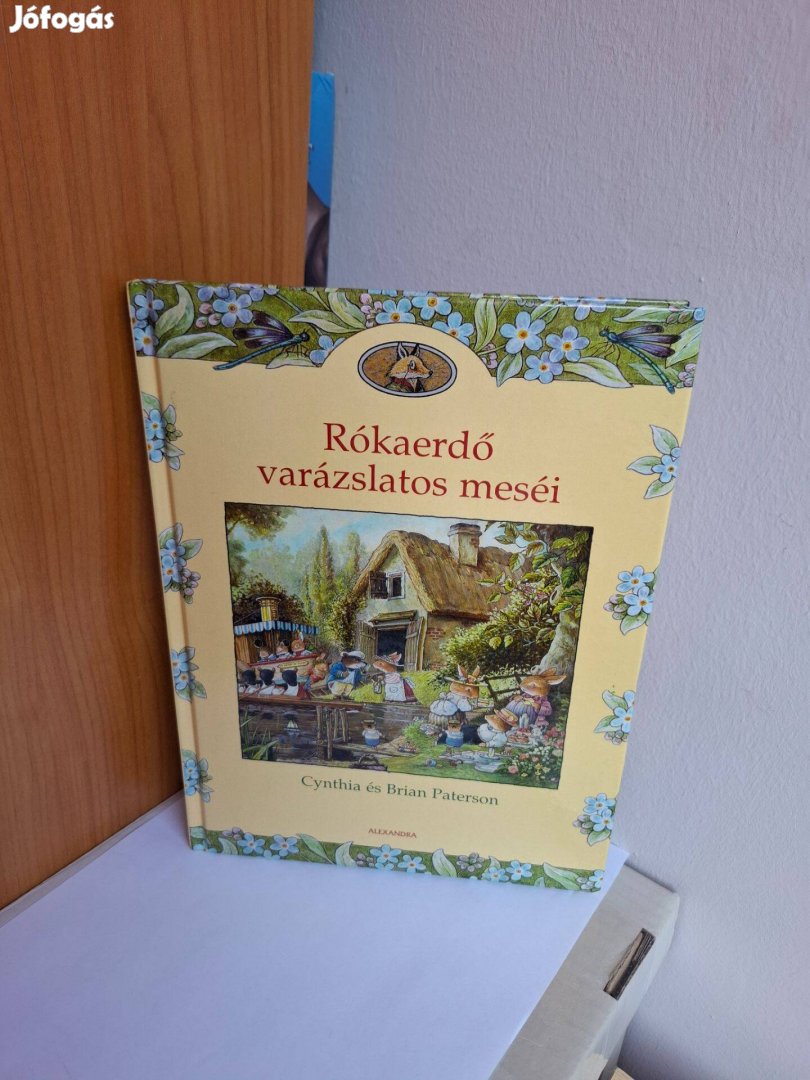 Jófogás
Rókaerdő
varázslatos meséi
Cynthia és Brian Paterson
ALEXANDRA